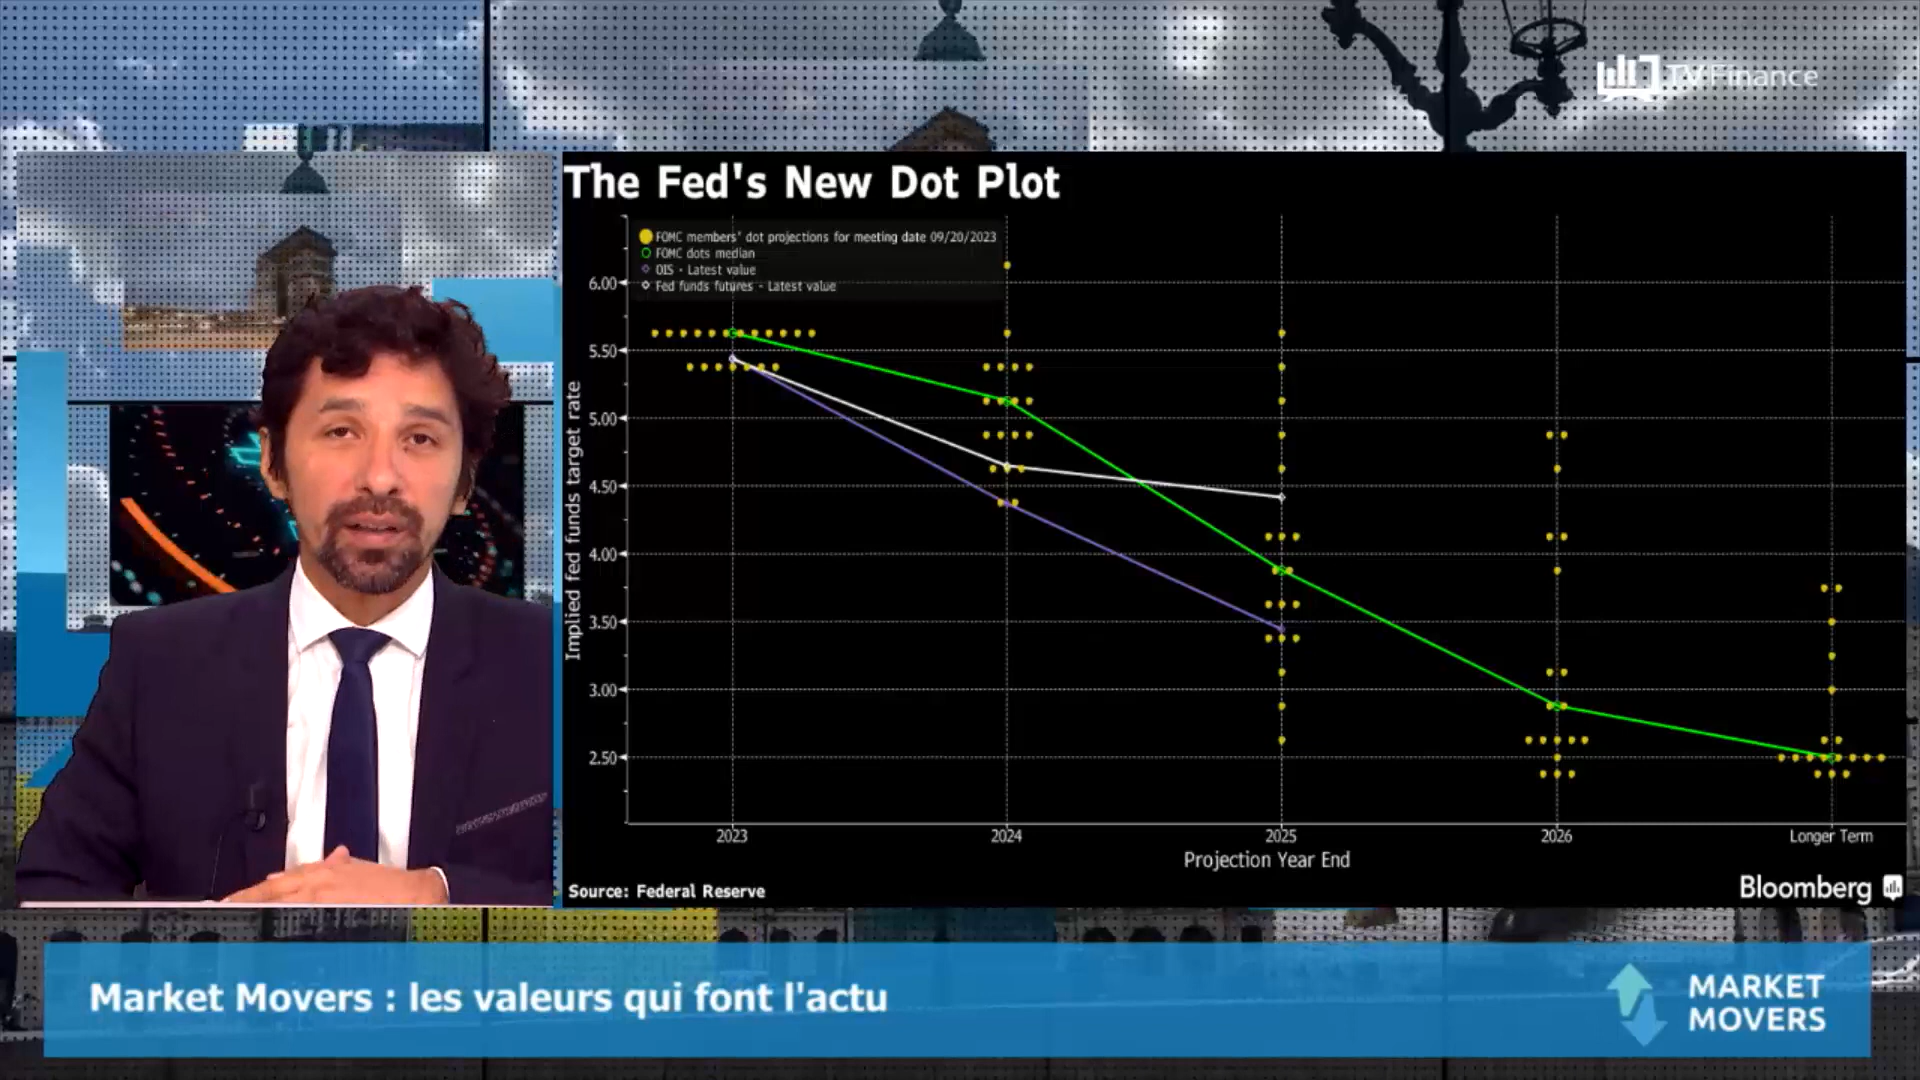 TVFinance
The Fed's New Dot Plot
FOMC members' dot projections for meeting date 09/20/2023
FOMC dots median
OIS - Latest value
Fed funds futures - Latest value
Implied fed funds target rate
6.00
5.50
5.00
4.50
4.00
3.50
3.00
2.50
2023
2024
2025
2026
Longer Term
Projection Year End
Source: Federal Reserve
Bloomberg
Market Movers : les valeurs qui font l'actu
MARKET
MOVERS